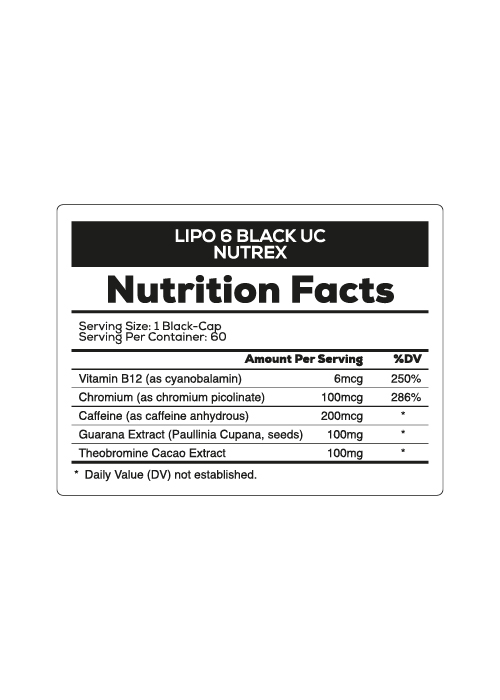 LIPO 6 BLACK UC
NUTREX
Nutrition Facts
Serving Size: 1 Black-Cap
Serving Per Container: 60
Amount Per Serving %DV
Vitamin B12 (as cyanobalamin) 6mcg 250%
Chromium (as chromium picolinate) 100mcg 286%
Caffeine (as caffeine anhydrous) 200mcg *
Guarana Extract (Paullinia Cupana, seeds) 100mg *
Theobromine Cacao Extract 100mg *
* Daily Value (DV) not established.